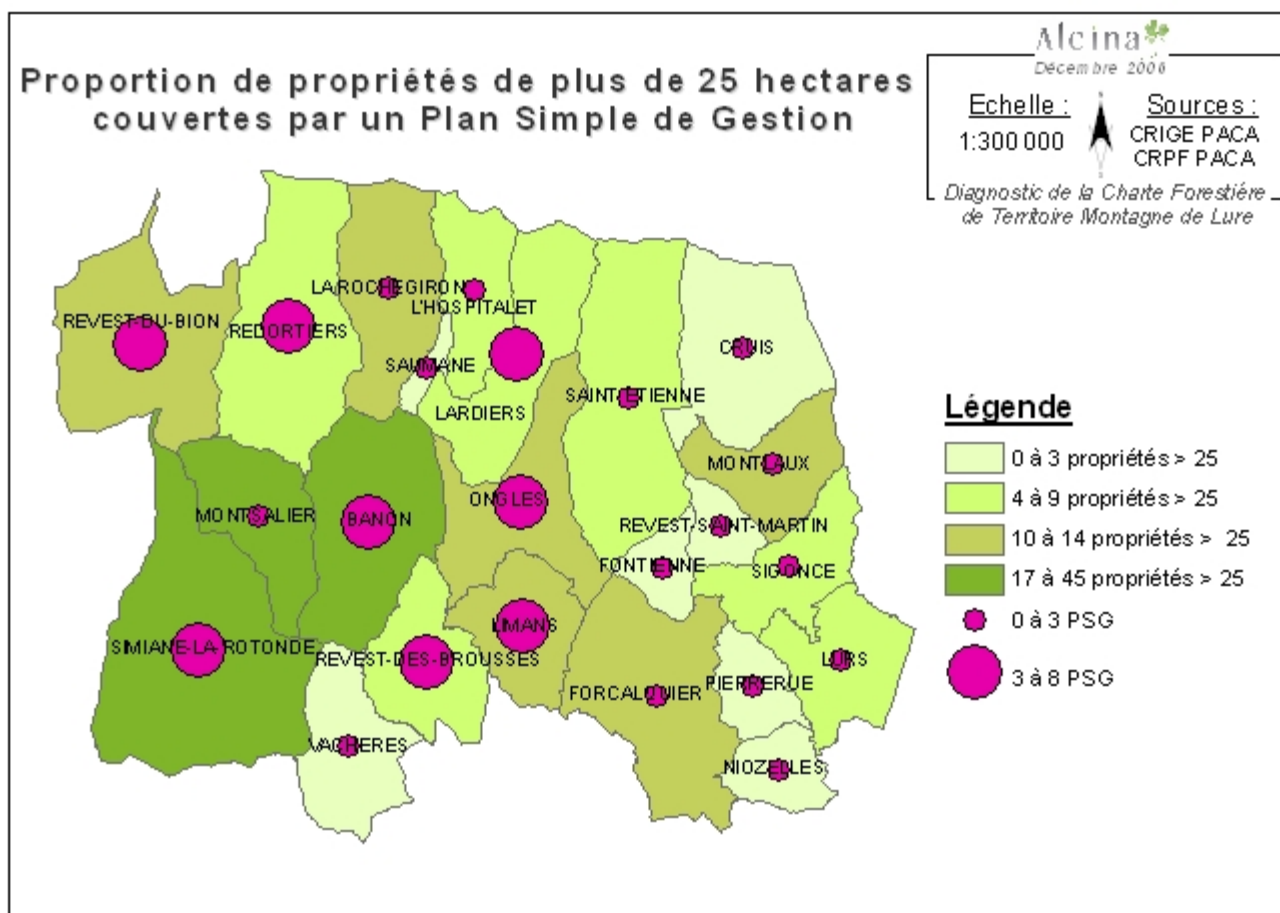 Proportion de propriétés de plus de 25 hectares
couvertes par un Plan Simple de Gestion
Alcina
Décembre 2006
Echelle :
1:300 000
Sources :
CRIGE PACA
CRPF PACA
Diagnostic de la Charte Forestière
de Territoire Montagne de Lure
REVEST-DU-BION
REDORTIERS
LA ROCHEGIRON
L'HOSPITALET
SAUMANE
LARDIERS
SAINT-ETIENNE
CRUIS
MONTLAUX
MONTSALIER
BANON
ONGLES
REVEST-SAINT-MARTIN
FONTIENNE
SIGONCE
SIMIANE-LA-ROTONDE
REVEST-DES-BROUSSES
LIMANS
FORCALQUIER
PIERRERUE
LURS
VACHERES
NIOZELLES
Légende
0 à 3 propriétés > 25
4 à 9 propriétés > 25
10 à 14 propriétés > 25
17 à 45 propriétés > 25
0 à 3 PSG
3 à 8 PSG